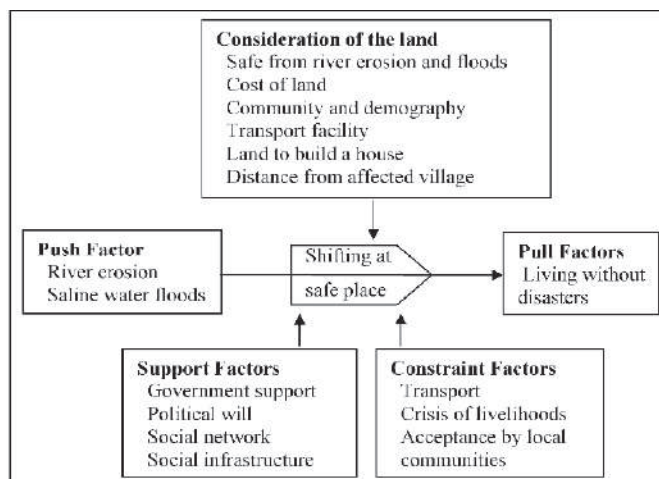 Consideration of the land
Safe from river erosion and floods
Cost of land
Community and demography
Transport facility
Land to build a house
Distance from affected village
Push Factor
River erosion
Saline water floods
Shifting at
safe place
Pull Factors
Living without
disasters
Support Factors
Government support
Political will
Social network
Social infrastructure
Constraint Factors
Transport
Crisis of livelihoods
Acceptance by local
communities